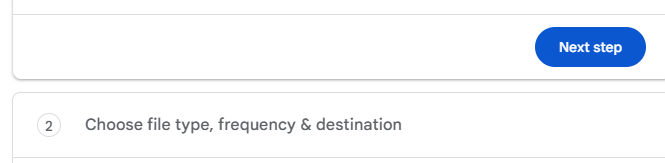 Next step
2
Choose file type, frequency & destination